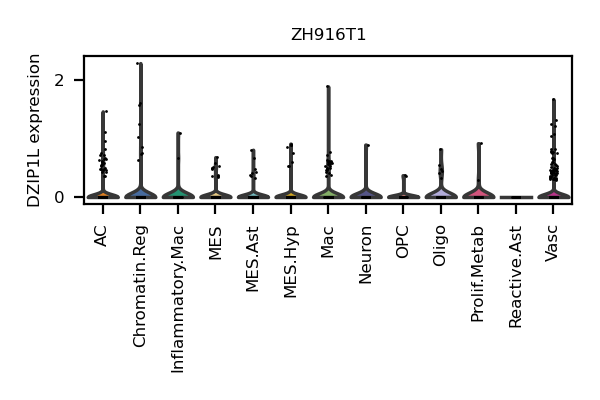 ZH916T1
DZIP1L expression
2
0
AC
Chromatin.Reg
Inflammatory.Mac
MES
MES.Ast
MES.Hyp
Mac
Neuron
OPC
Oligo
Prolif.Metab
Reactive.Ast
Vasc